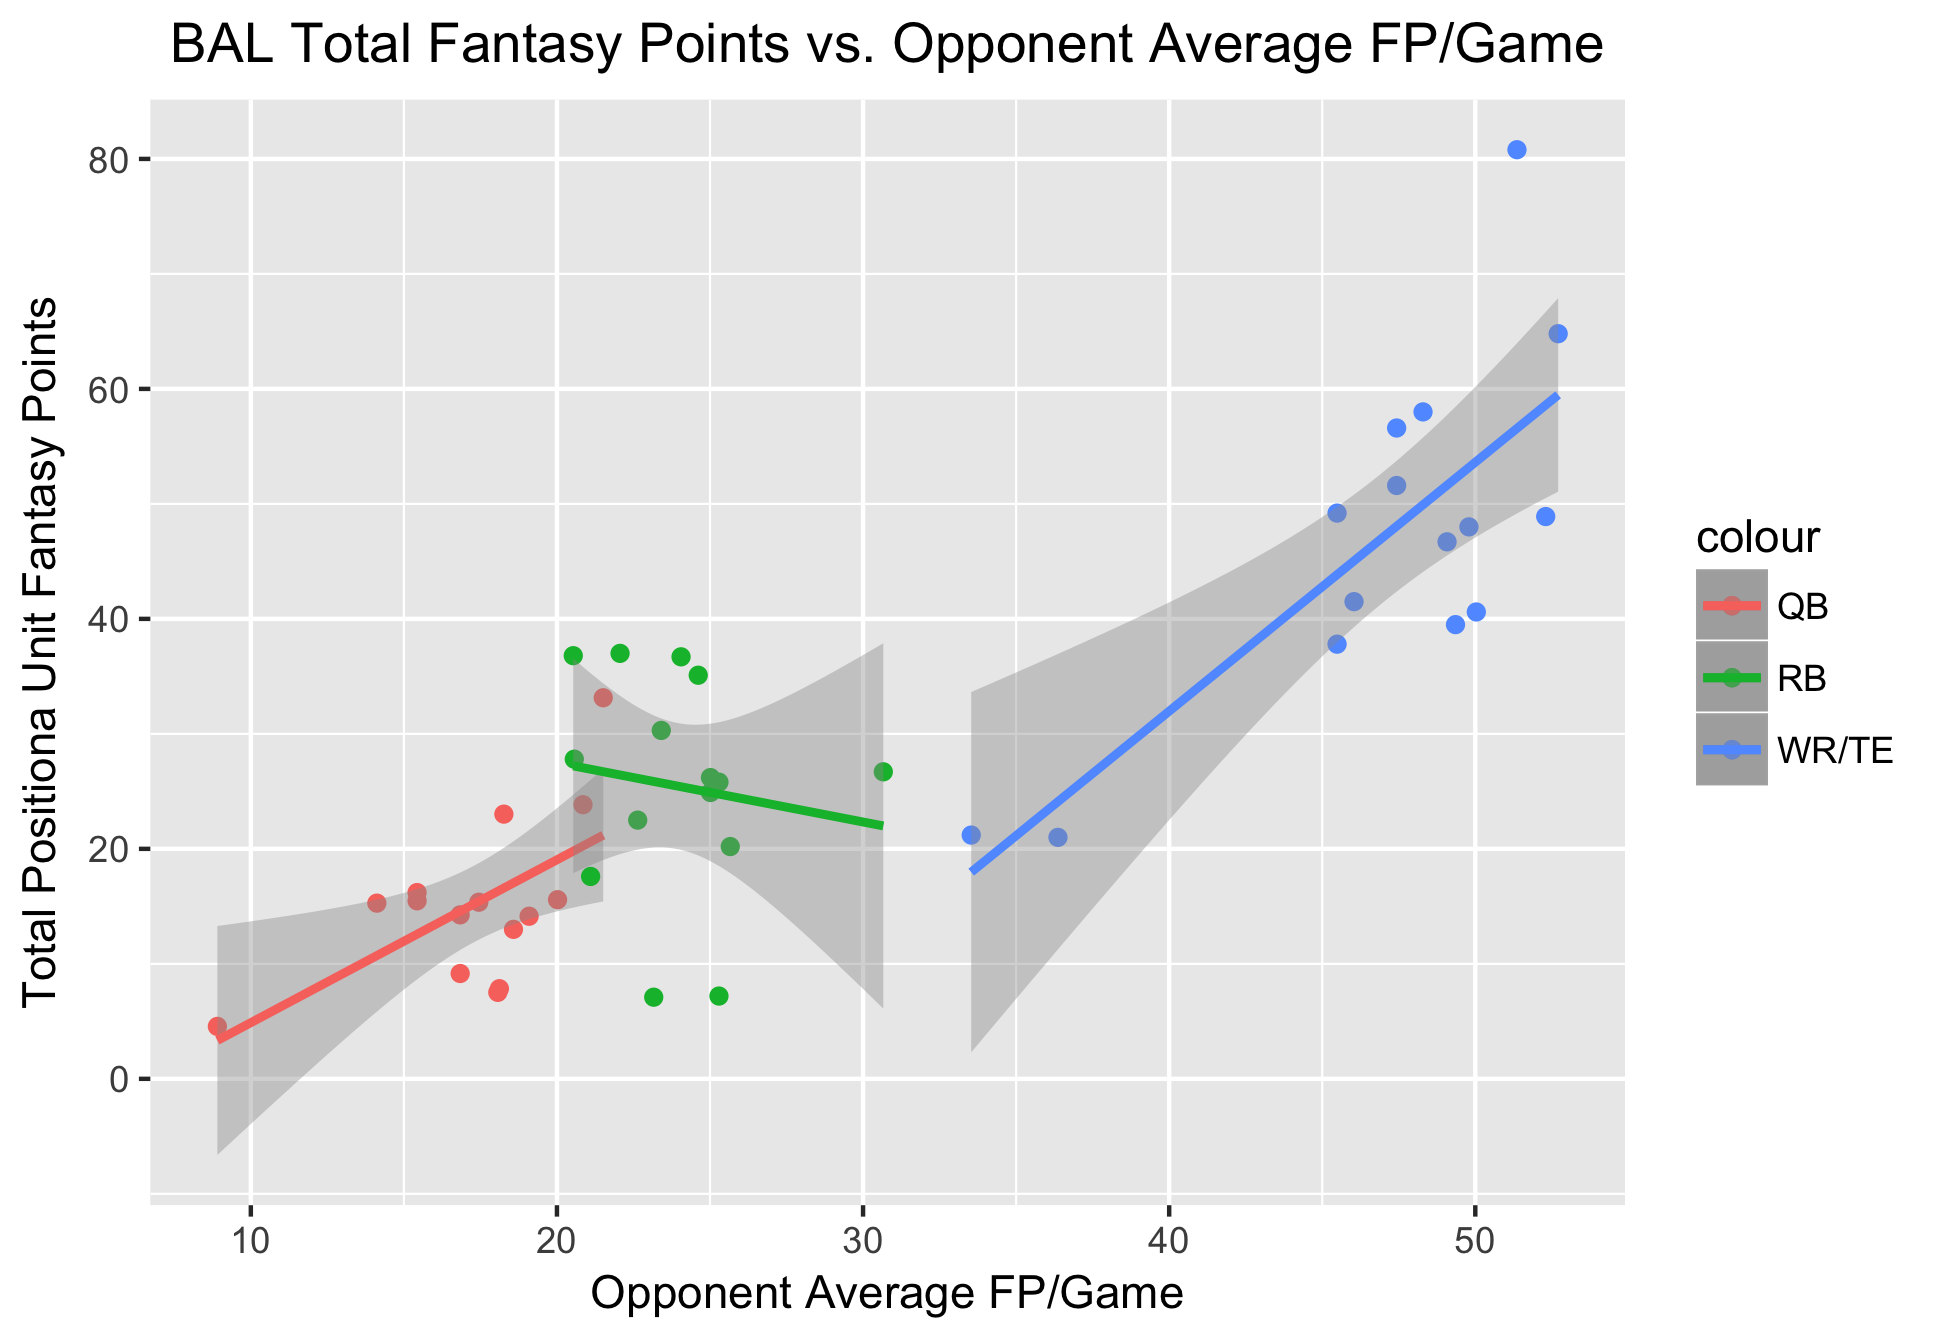 BAL Total Fantasy Points vs. Opponent Average FP/Game
Total Positiona Unit Fantasy Points
80
60
40
20
0
10 20 30 40 50
Opponent Average FP/Game
colour
QB
RB
WR/TE